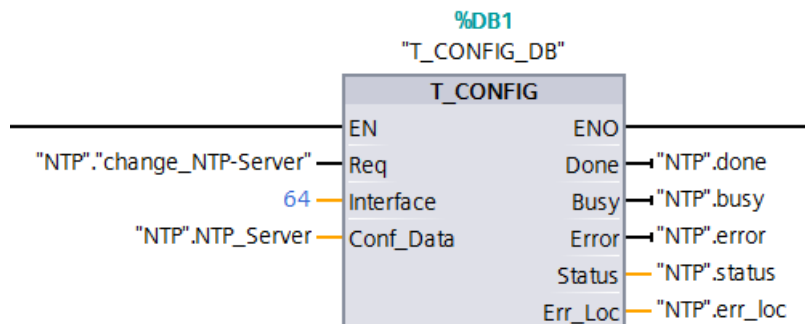 %DB1
"T_CONFIG_DB"
T_CONFIG
EN ENO
"NTP"."change_NTP-Server" Req Done "NTP".done
64 Interface Busy "NTP".busy
"NTP".NTP_Server Conf_Data Error "NTP".error
Status "NTP".status
Err_Loc "NTP".err_loc